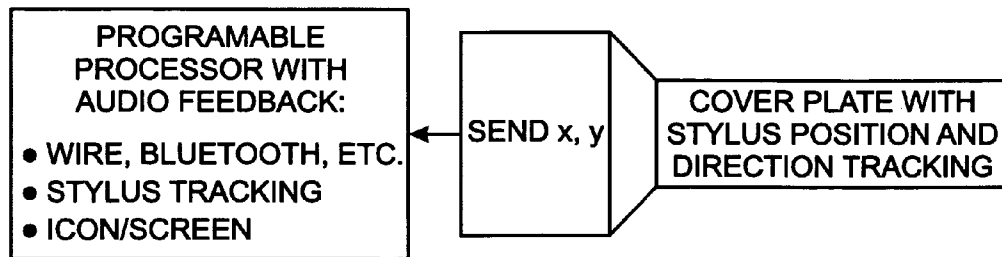 PROGRAMABLE
PROCESSOR WITH
AUDIO FEEDBACK:
● WIRE, BLUETOOTH, ETC.
● STYLUS TRACKING
● ICON/SCREEN
SEND x, y
COVER PLATE WITH
STYLUS POSITION AND
DIRECTION TRACKING